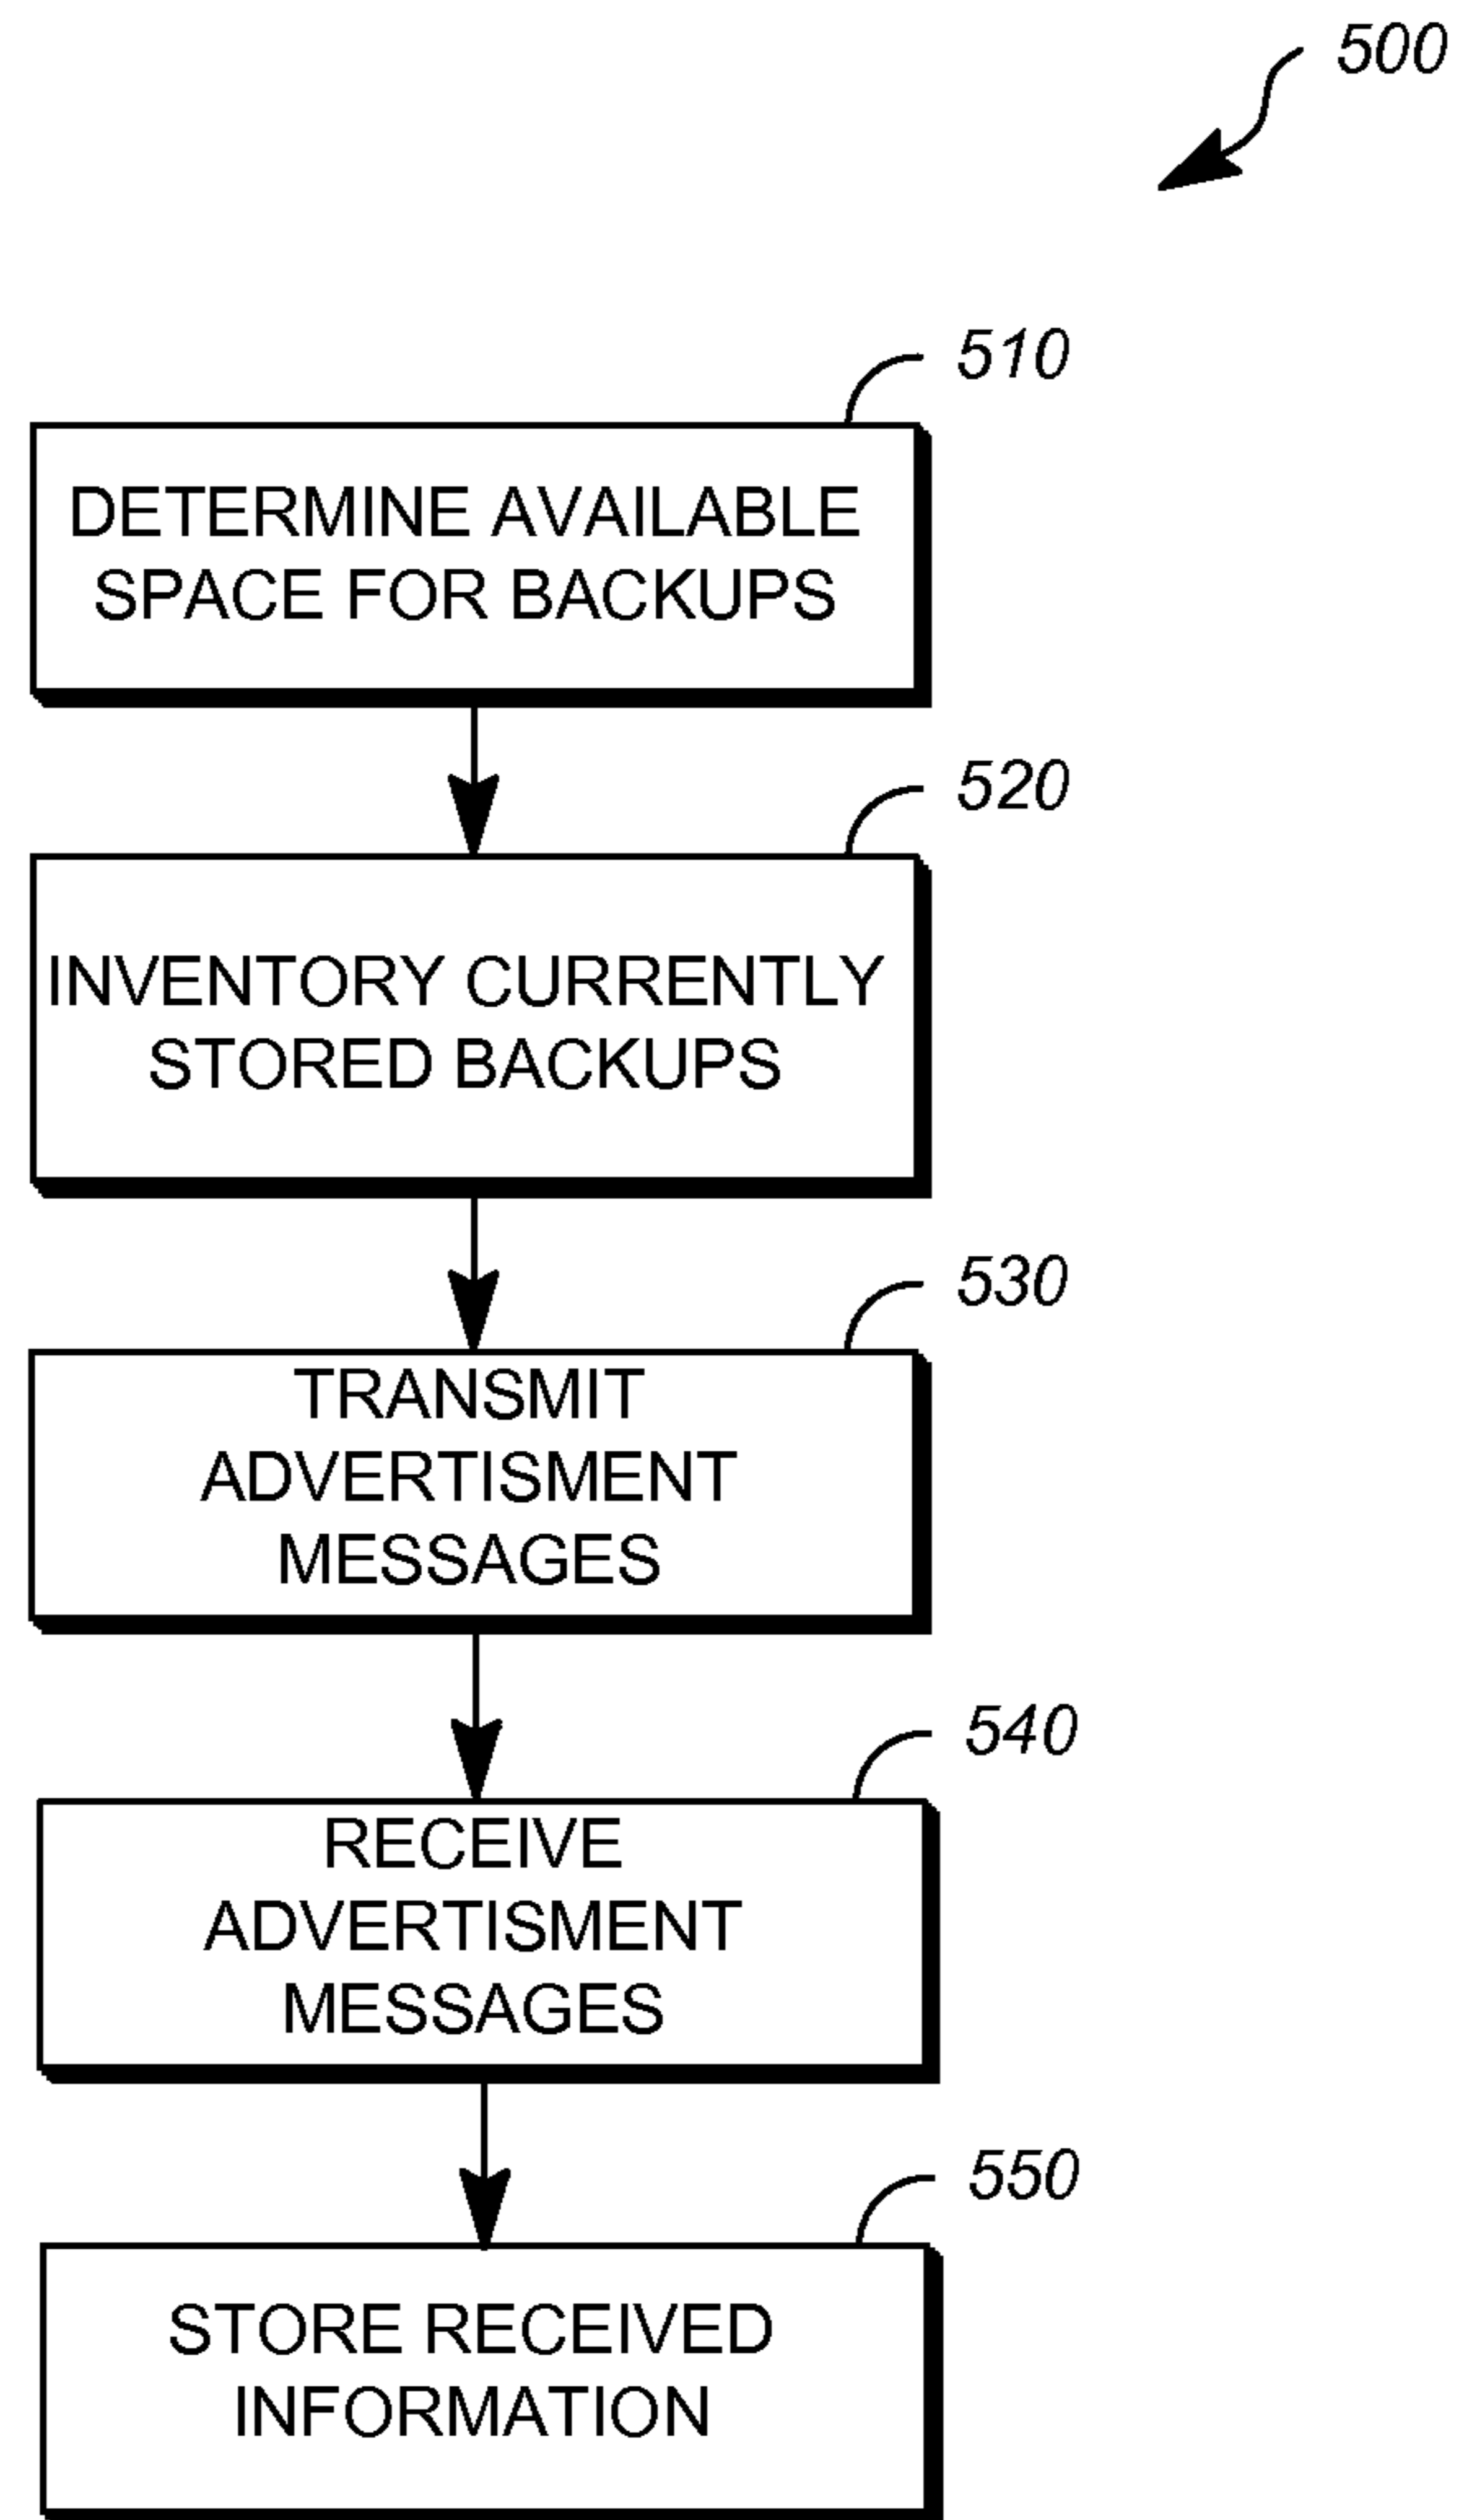 500
510
DETERMINE AVAILABLE
SPACE FOR BACKUPS
520
INVENTORY CURRENTLY
STORED BACKUPS
530
TRANSMIT
ADVERTISMENT
MESSAGES
540
RECEIVE
ADVERTISMENT
MESSAGES
550
STORE RECEIVED
INFORMATION